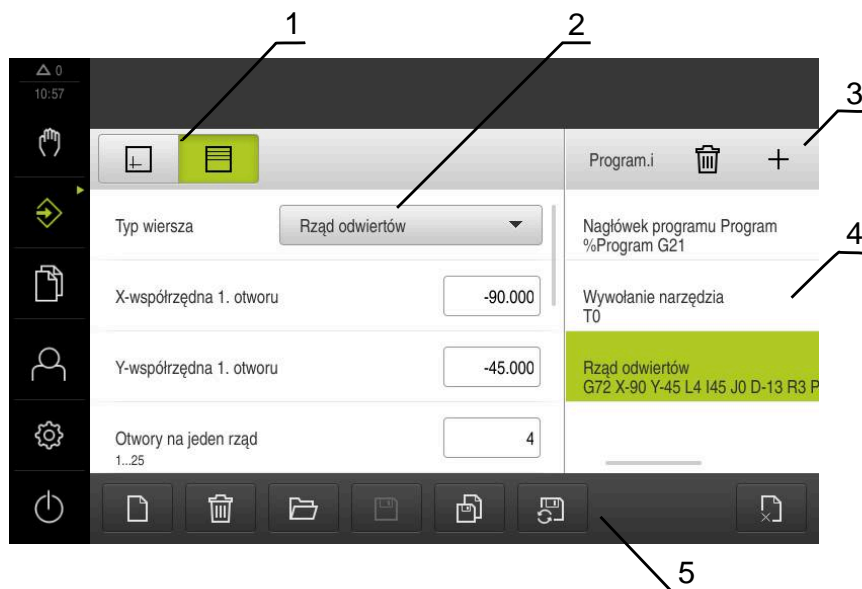 1
2
3
0
10:57
Program.i
Typ wiersza
Rząd odwiertów
Nagłówek programu Program
%Program G21
4
X-współrzędna 1. otworu
-90.000
Wywołanie narzędzia
T0
Y-współrzędna 1. otworu
-45.000
Rząd odwiertów
G72 X-90 Y-45 L4 I45 J0 D-13 R3 P
Otwory na jeden rząd
1...25
4
5